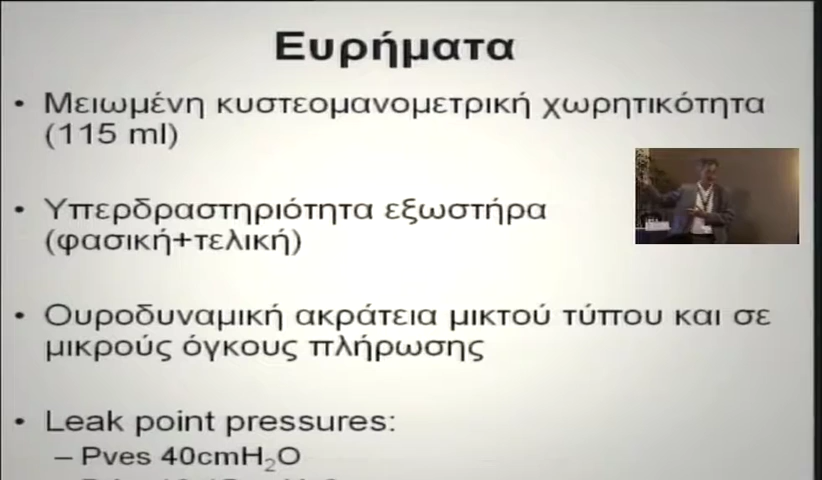 Ευρήματα
• Μειωμένη κυστεομανομετρική χωρητικότητα
(115 ml)
• Υπερδραστηριότητα εξωστήρα
(φασική+τελική)
• Ουροδυναμική ακράτεια μικτού τύπου και σε
μικρούς όγκους πλήρωσης
• Leak point pressures:
– Pves 40cmH₂O